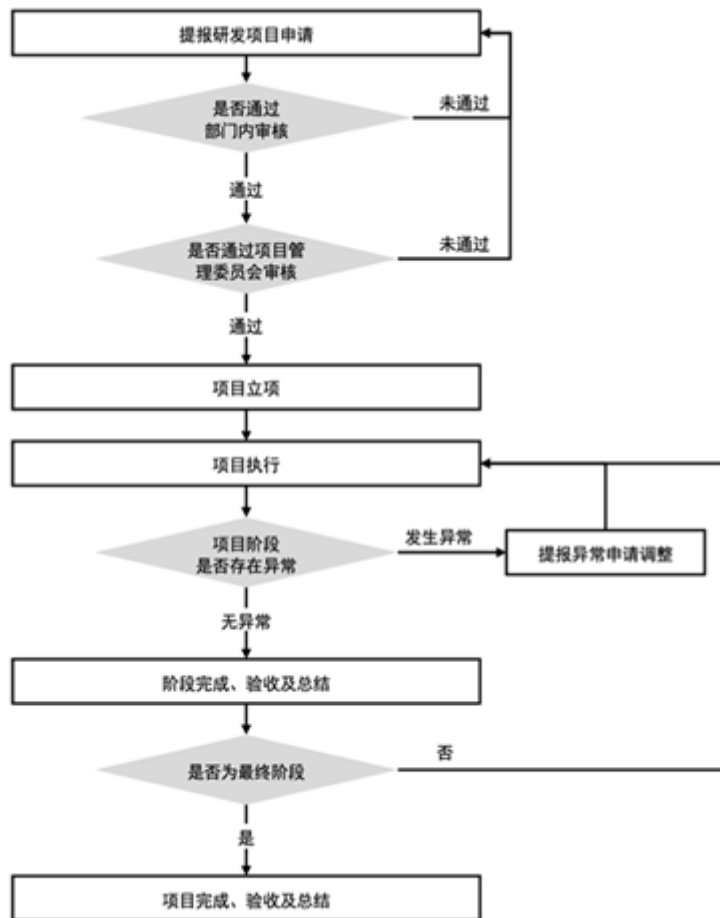 提报研发项目申请
是否通过
部门内审核
未通过
通过
是否通过项目管
理委员会审核
未通过
通过
项目立项
项目执行
项目阶段
是否存在异常
发生异常
提报异常申请调整
无异常
阶段完成、验收及总结
是否为最终阶段
否
是
项目完成、验收及总结